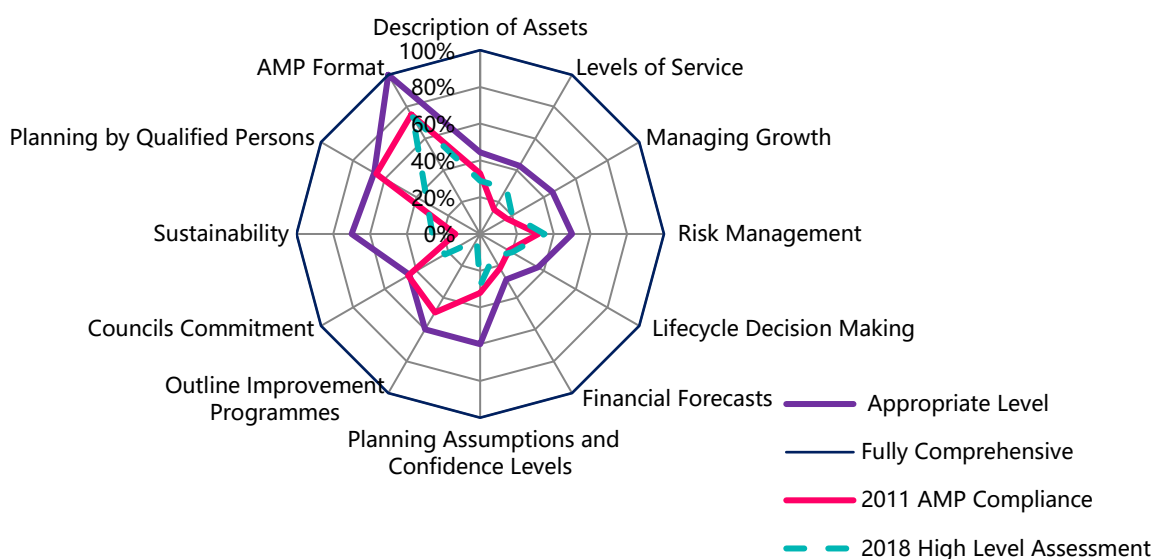 Description of Assets
100%
AMP Format
Levels of Service
80%
60%
Planning by Qualified Persons
Managing Growth
40%
20%
Sustainability
0%
Risk Management
Councils Commitment
Lifecycle Decision Making
Outline Improvement
Programmes
Financial Forecasts
Planning Assumptions and
Confidence Levels
Appropriate Level
Fully Comprehensive
2011 AMP Compliance
2018 High Level Assessment